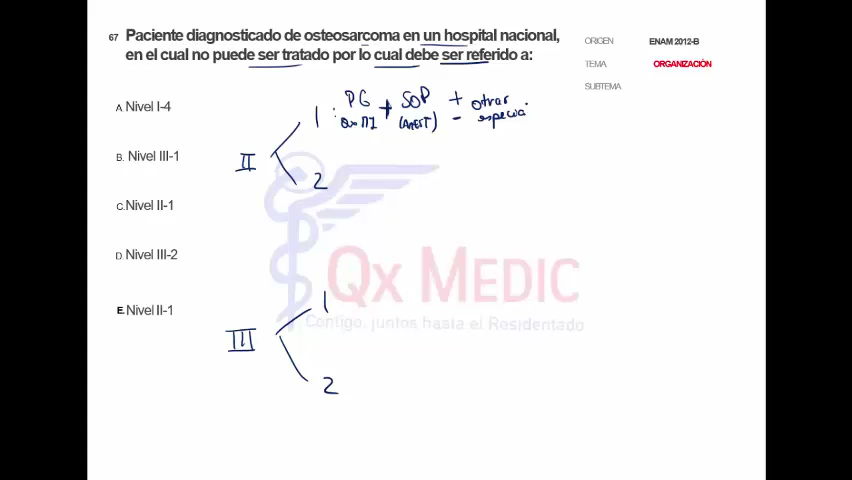 67 Paciente diagnosticado de osteosarcoma en un hospital nacional,
en el cual no puede ser tratado por lo cual debe ser referido a:
ORIGEN ENAM 2012-B
TEMA ORGANIZACIÓN
SUBTEMA
A. Nivel I-4
B. Nivel III-1
C. Nivel II-1
D. Nivel III-2
E. Nivel II-1
II
1 : PG + SOP + otras
2
III
1
2
Qx MEDIC
Contigo, juntos hasta el Residentado